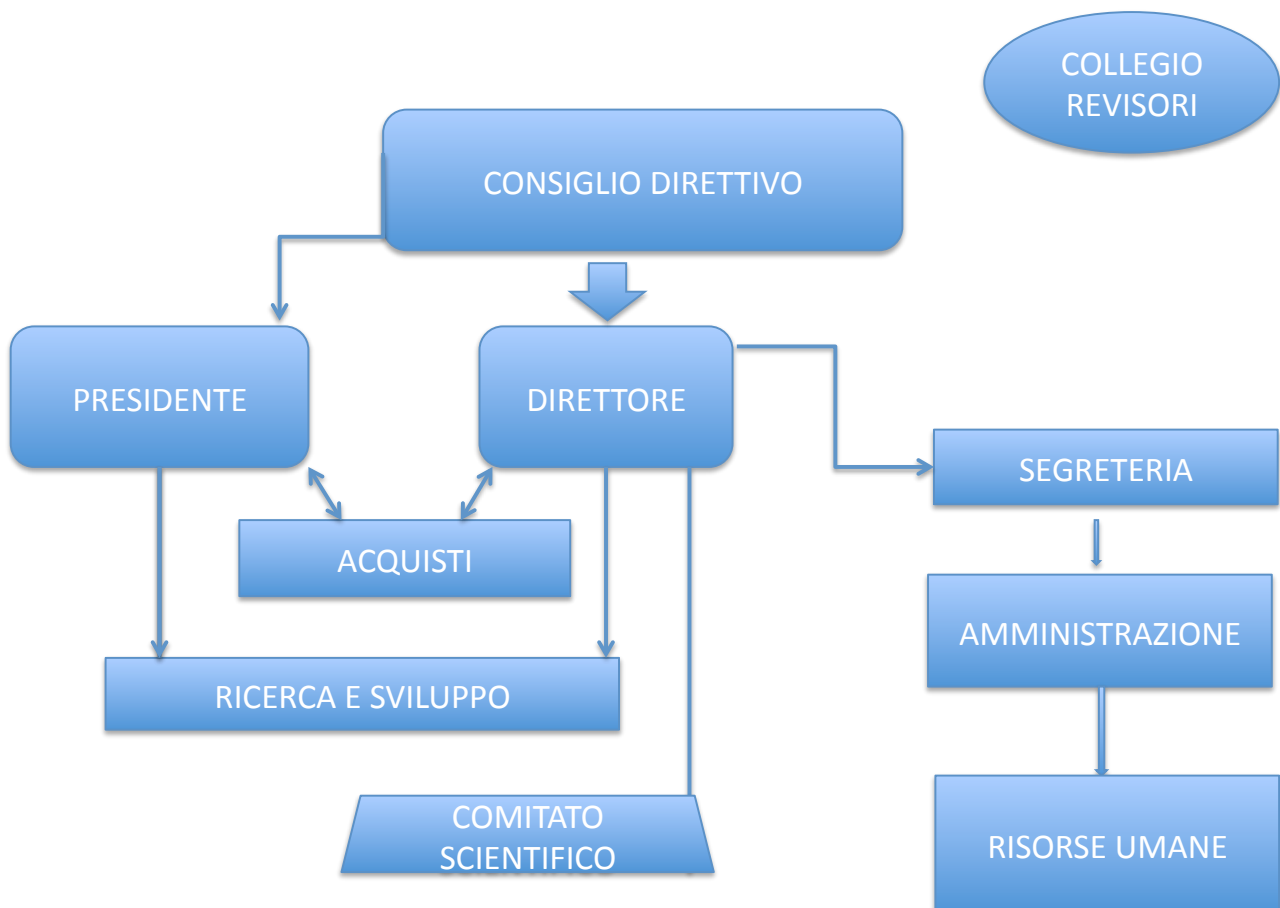 COLLEGIO
REVISORI
CONSIGLIO DIRETTIVO
PRESIDENTE
DIRETTORE
SEGRETERIA
ACQUISTI
AMMINISTRAZIONE
RICERCA E SVILUPPO
COMITATO
SCIENTIFICO
RISORSE UMANE